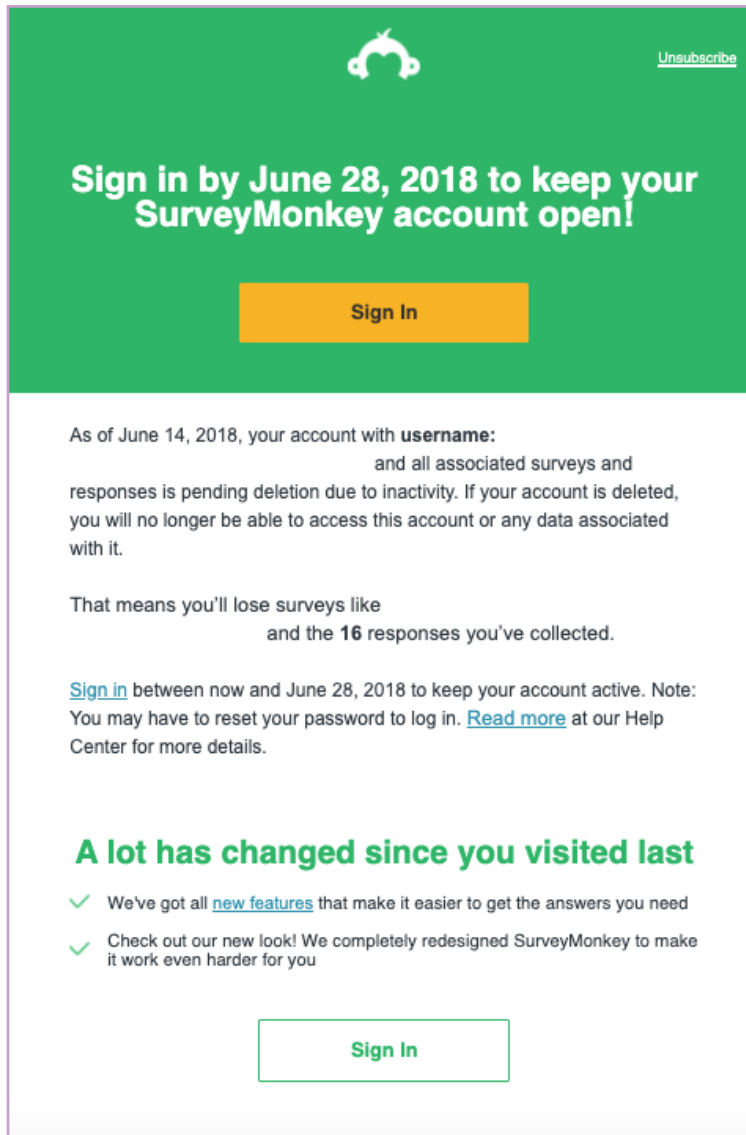 Unsubscribe
Sign in by June 28, 2018 to keep your
SurveyMonkey account open!
Sign In
As of June 14, 2018, your account with username:
and all associated surveys and
responses is pending deletion due to inactivity. If your account is deleted,
you will no longer be able to access this account or any data associated
with it.
That means you'll lose surveys like
and the 16 responses you've collected.
Sign in between now and June 28, 2018 to keep your account active. Note:
You may have to reset your password to log in. Read more at our Help
Center for more details.
A lot has changed since you visited last
We've got all new features that make it easier to get the answers you need
Check out our new look! We completely redesigned SurveyMonkey to make
it work even harder for you
Sign In